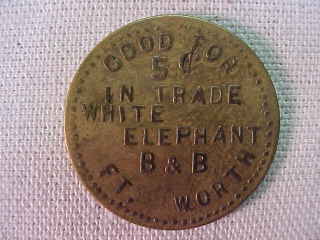 GOOD FOR
5¢
IN TRADE
WHITE
ELEPHANT
B & B
FT. WORTH